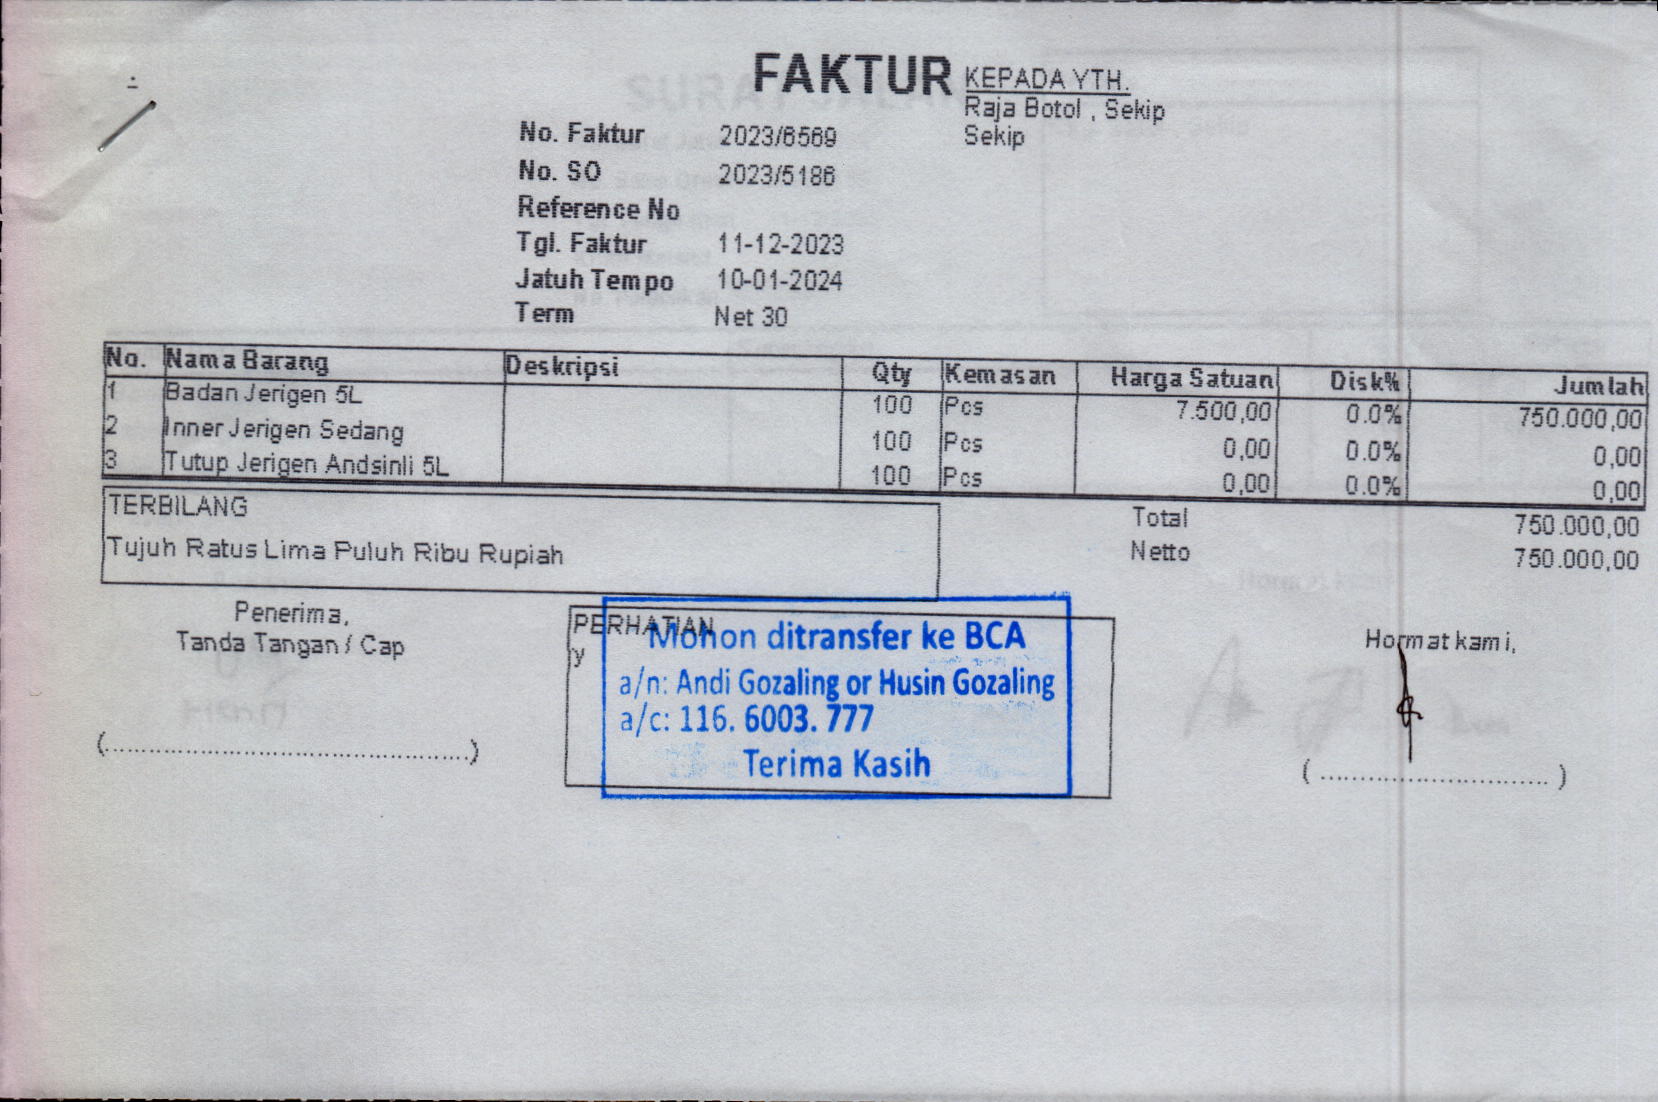 FAKTUR
KEPADA YTH.
Raja Botol , Sekip
Sekip
No. Faktur 2023/6569
No. SO 2023/5186
Reference No
Tgl. Faktur 11-12-2023
Jatuh Tempo 10-01-2024
Term Net 30
No. Nama Barang Deskripsi Qty Kemasan Harga Satuan Disk% Jumlah
1 Badan Jerigen 5L 100 Pcs 7.500,00 0.0% 750.000,00
2 Inner Jerigen Sedang 100 Pcs 0,00 0.0% 0,00
3 Tutup Jerigen Andsinli 5L 100 Pcs 0,00 0.0% 0,00
TERBILANG
Tujuh Ratus Lima Puluh Ribu Rupiah
Total 750.000,00
Netto 750.000,00
Penerima,
Tanda Tangan / Cap
PERHATIAN
y
Mohon ditransfer ke BCA
a/n: Andi Gozaling or Husin Gozaling
a/c: 116. 6003. 777
Terima Kasih
Hormat kami,
(..................................................)
( ............................... )